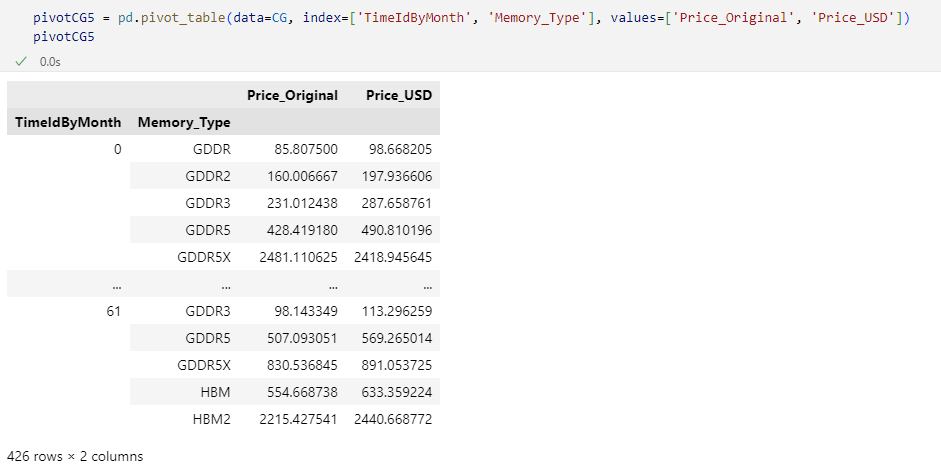 pivotCG5 = pd.pivot_table(data=CG, index=['TimeIdByMonth', 'Memory_Type'], values=['Price_Original', 'Price_USD'])
pivotCG5
0.0s
Price_Original Price_USD
TimeIdByMonth Memory_Type
0 GDDR 85.807500 98.668205
GDDR2 160.006667 197.936606
GDDR3 231.012438 287.658761
GDDR5 428.419180 490.810196
GDDR5X 2481.110625 2418.945645
... ... ... ...
61 GDDR3 98.143349 113.296259
GDDR5 507.093051 569.265014
GDDR5X 830.536845 891.053725
HBM 554.668738 633.359224
HBM2 2215.427541 2440.668772
426 rows × 2 columns